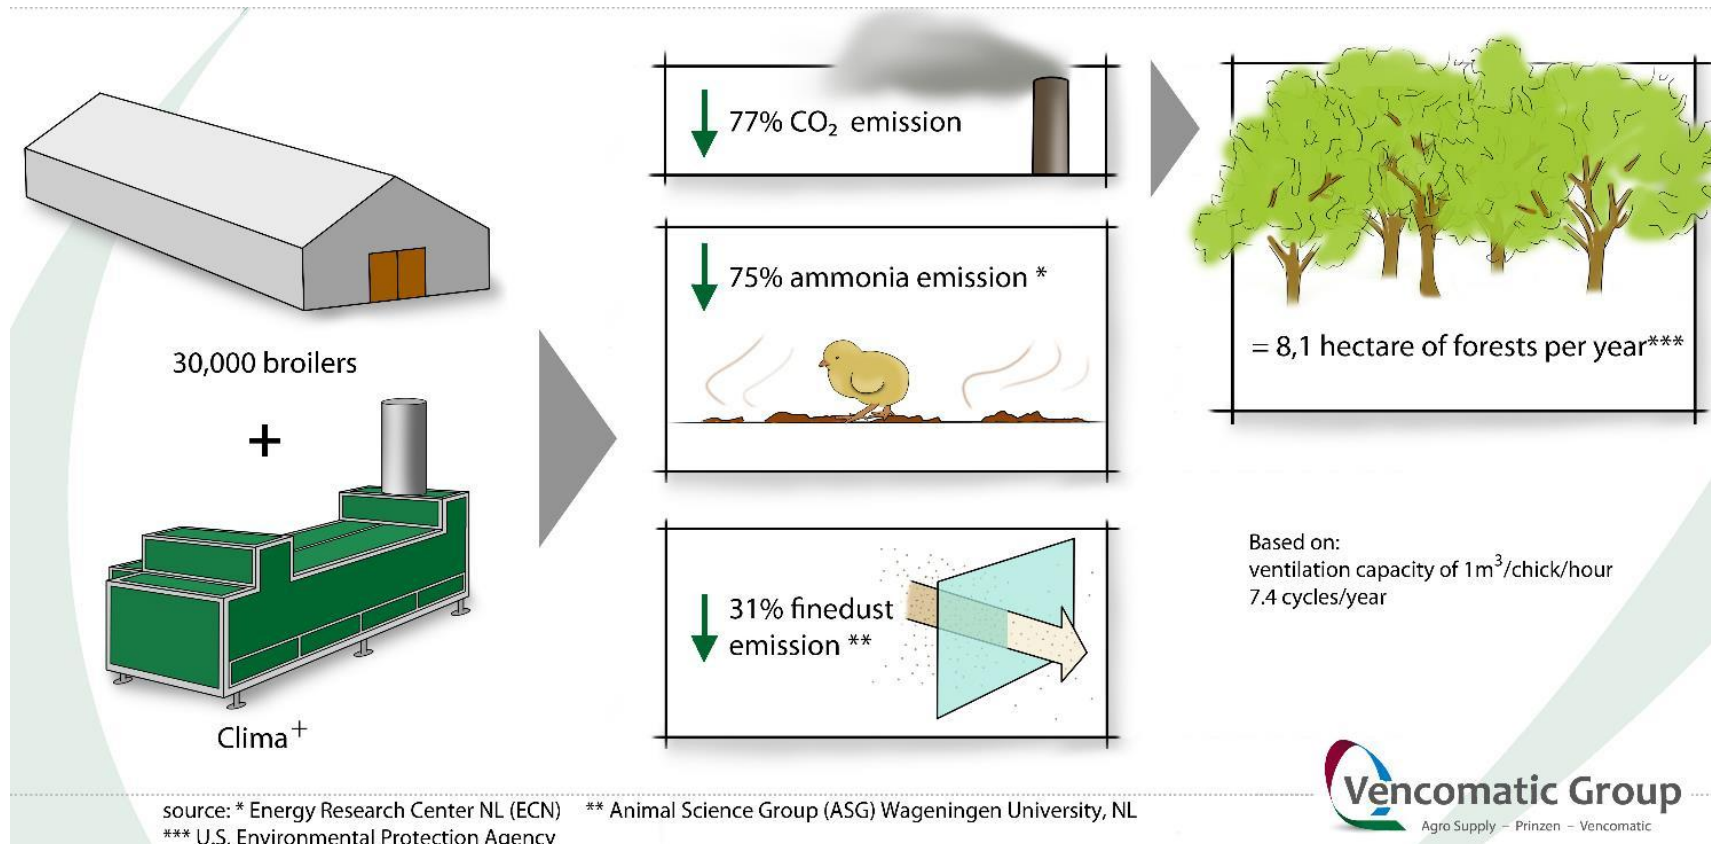 30,000 broilers
+
Clima+
↓ 77% CO₂ emission
↓ 75% ammonia emission *
↓ 31% finedust
emission **
= 8,1 hectare of forests per year***
Based on:
ventilation capacity of 1m³/chick/hour
7.4 cycles/year
source: * Energy Research Center NL (ECN) ** Animal Science Group (ASG) Wageningen University, NL
*** U.S. Environmental Protection Agency
Vencomatic Group
Agro Supply – Prinzen – Vencomatic